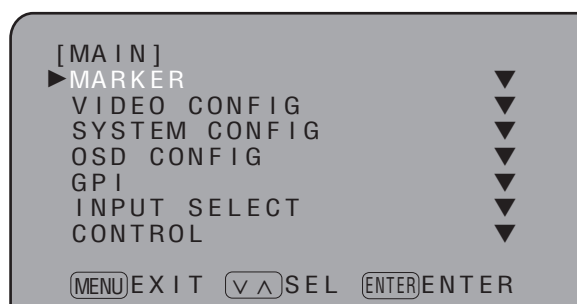 [MAIN]
▶MARKER ▼
VIDEO CONFIG ▼
SYSTEM CONFIG ▼
OSD CONFIG ▼
GPI ▼
INPUT SELECT ▼
CONTROL ▼
MENU EXIT ∨∧ SEL ENTER ENTER